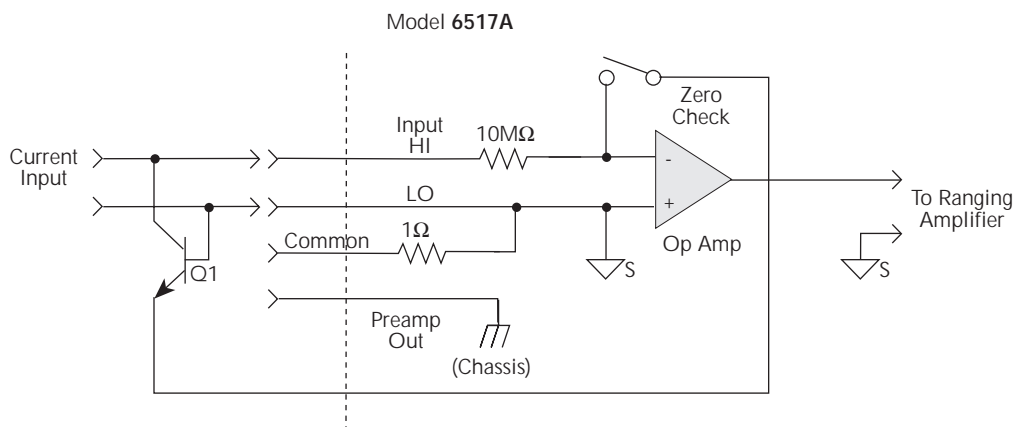 Model 6517A
Current
Input
Input
HI
10MΩ
Zero
Check
-
+
Op Amp
LO
1Ω
Common
Q1
S
To Ranging
Amplifier
S
Preamp
Out
(Chassis)